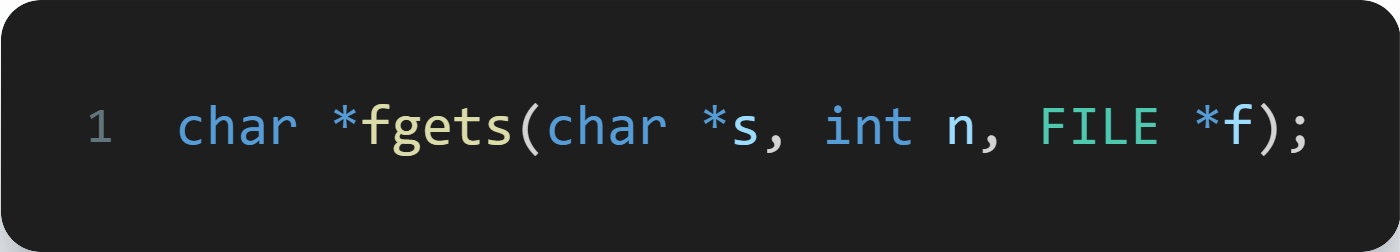 1 char *fgets(char *s, int n, FILE *f);